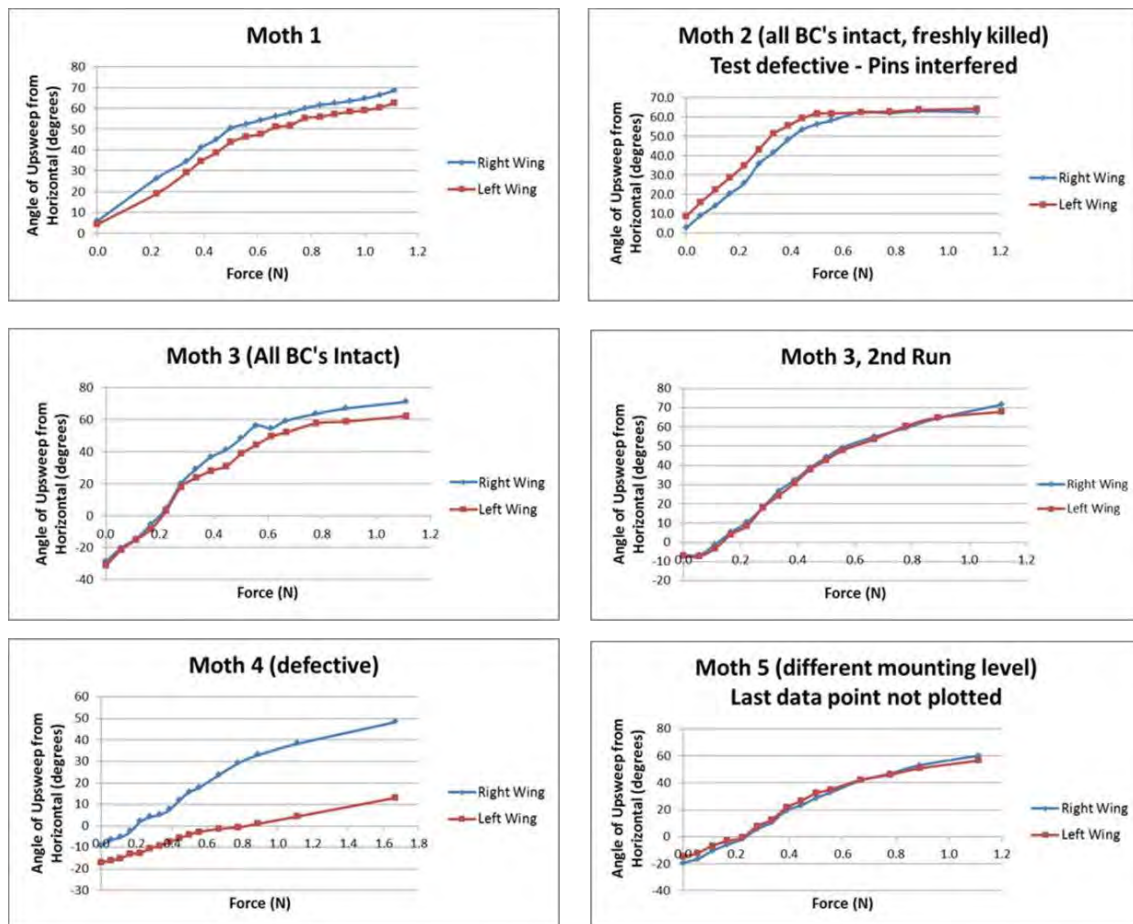 Moth 1
Angle of Upsweep from
Horizontal (degrees)
80
70
60
50
40
30
20
10
0
0.0 0.2 0.4 0.6 0.8 1.0 1.2
Force (N)
Right Wing
Left Wing
Moth 2 (all BC's intact, freshly killed)
Test defective - Pins interfered
Angle of Upsweep from
Horizontal (degrees)
70.0
60.0
50.0
40.0
30.0
20.0
10.0
0.0
0.0 0.2 0.4 0.6 0.8 1.0 1.2
Force (N)
Right Wing
Left Wing
Moth 3 (All BC's Intact)
Angle of Upsweep from
Horizontal (degrees)
80
60
40
20
0
-20
-40
0.0 0.2 0.4 0.6 0.8 1.0 1.2
Force (N)
Right Wing
Left Wing
Moth 3, 2nd Run
Angle of Upsweep from
Horizontal (degrees)
80
70
60
50
40
30
20
10
0
-10
-20
0.0 0.2 0.4 0.6 0.8 1.0 1.2
Force (N)
Right Wing
Left Wing
Moth 4 (defective)
Angle of Upsweep from
Horizontal (degrees)
60
50
40
30
20
10
0
-10
-20
-30
0.0 0.2 0.4 0.6 0.8 1.0 1.2 1.4 1.6 1.8
Force (N)
Right Wing
Left Wing
Moth 5 (different mounting level)
Last data point not plotted
Angle of Upsweep from
Horizontal (degrees)
80
60
40
20
0
-20
-40
0.0 0.2 0.4 0.6 0.8 1.0 1.2
Force (N)
Right Wing
Left Wing